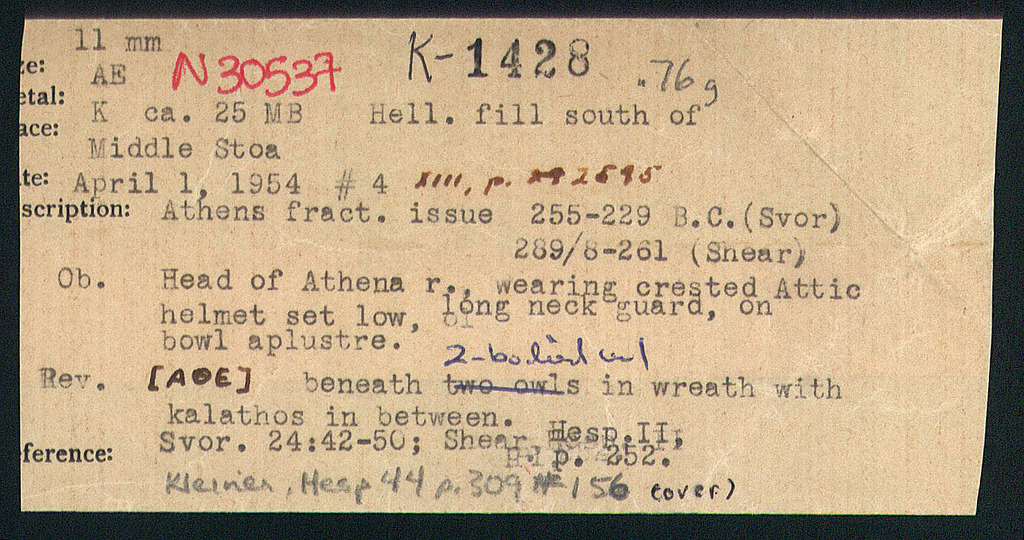 11 mm
ze: AE N30537 K-1428 .76g
etal: K ca. 25 MB Hell. fill south of
ace: Middle Stoa
te: April 1, 1954 # 4 XIII, p. 2595
scription: Athens fract. issue 255-229 B.C.(Svor)
289/8-261 (Shear)
Ob. Head of Athena r., wearing crested Attic
helmet set low, long neck guard, on
bowl aplustre.
2-bodied owl
Rev. [AΘE] beneath two owls in wreath with
kalathos in between.
Svor. 24:42-50; Shear Hesp.II,
ference: p. 252.
Kleiner, Hesp 44 p.309 # 156 (over)